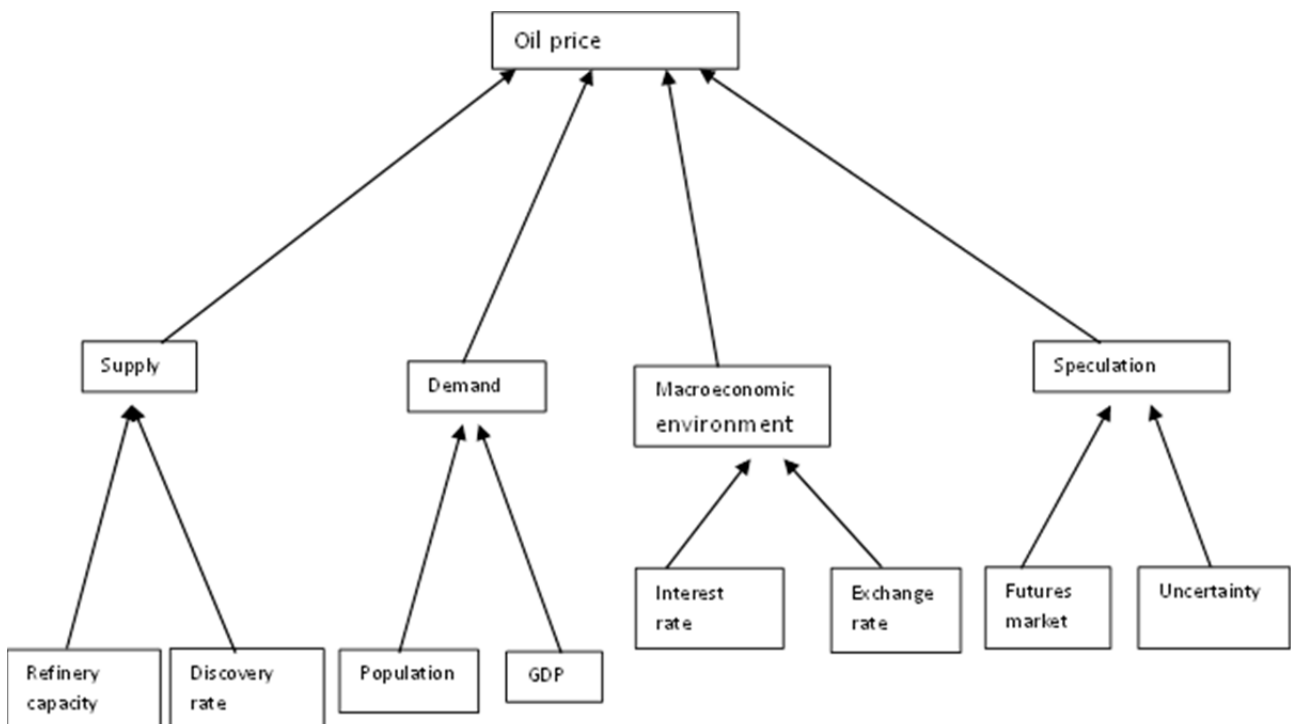 Oil price
Supply
Demand
Macroeconomic
environment
Speculation
Refinery
capacity
Discovery
rate
Population
GDP
Interest
rate
Exchange
rate
Futures
market
Uncertainty